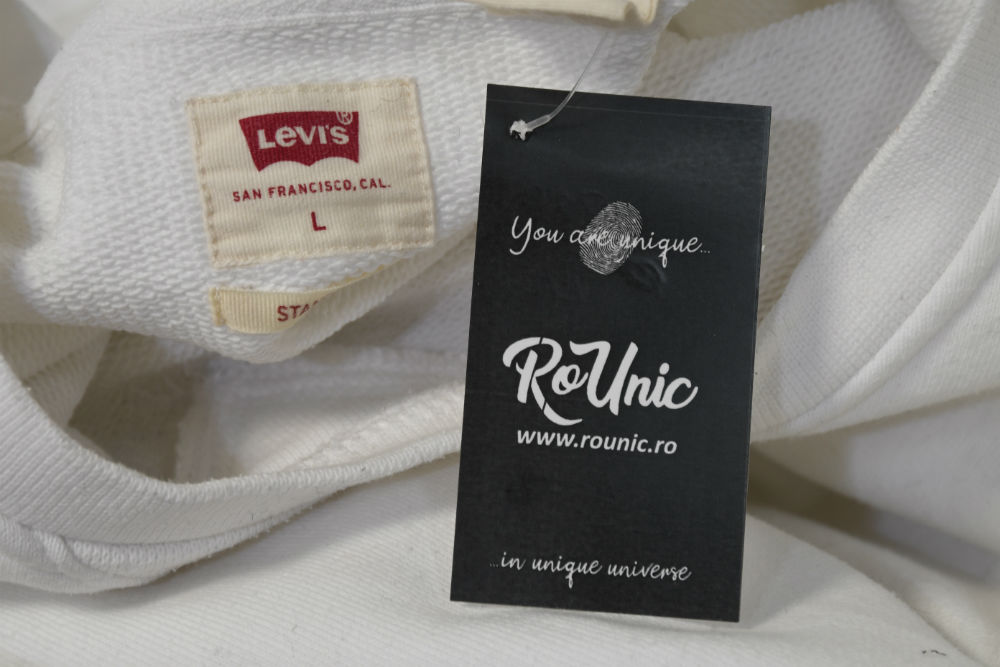 LEVI'S®
SAN FRANCISCO, CAL.
L
You are unique...
RoUnic
www.rounic.ro
...in unique universe